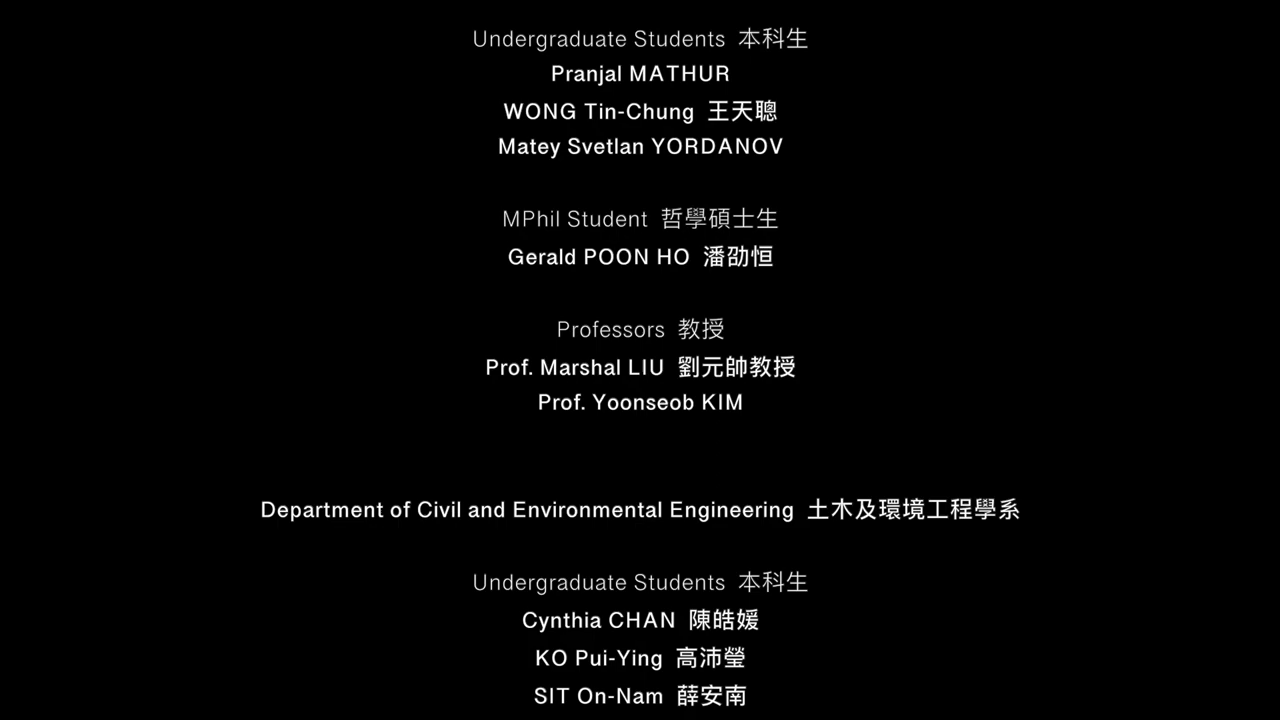 Undergraduate Students 本科生
Pranjal MATHUR
WONG Tin-Chung 王天聰
Matey Svetlan YORDANOV
MPhil Student 哲學碩士生
Gerald POON HO 潘劭恒
Professors 教授
Prof. Marshal LIU 劉元帥教授
Prof. Yoonseob KIM
Department of Civil and Environmental Engineering 土木及環境工程學系
Undergraduate Students 本科生
Cynthia CHAN 陳皓媛
KO Pui-Ying 高沛瑩
SIT On-Nam 薛安南